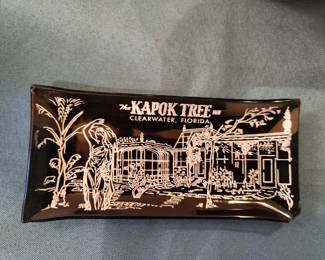 The KAPOK TREE INN
CLEARWATER, FLORIDA